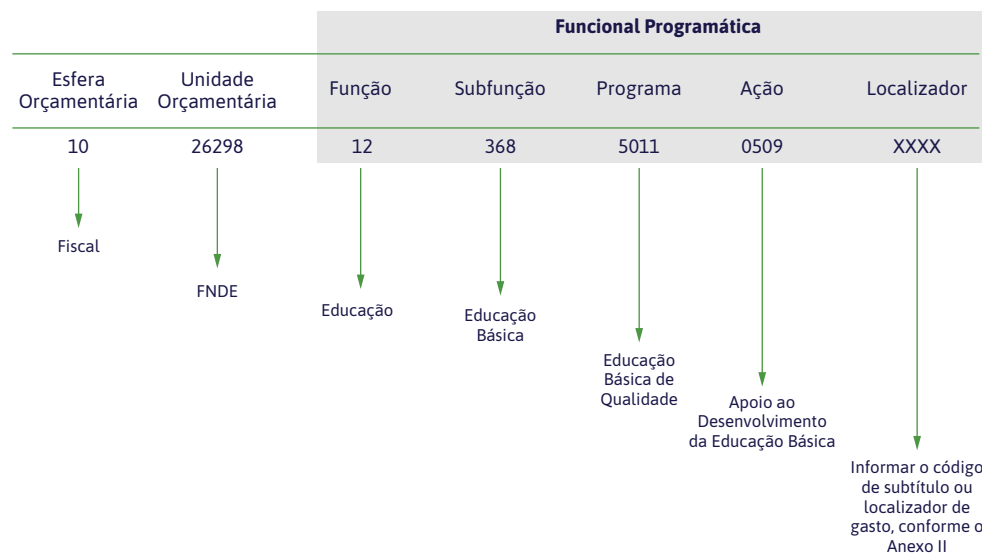 Funcional Programática
Esfera
Orçamentária
Unidade
Orçamentária
Função
Subfunção
Programa
Ação
Localizador
10
26298
12
368
5011
0509
XXXX
Fiscal
FNDE
Educação
Educação
Básica
Educação
Básica de
Qualidade
Apoio ao
Desenvolvimento
da Educação Básica
Informar o código
de subtítulo ou
localizador de
gasto, conforme o
Anexo II